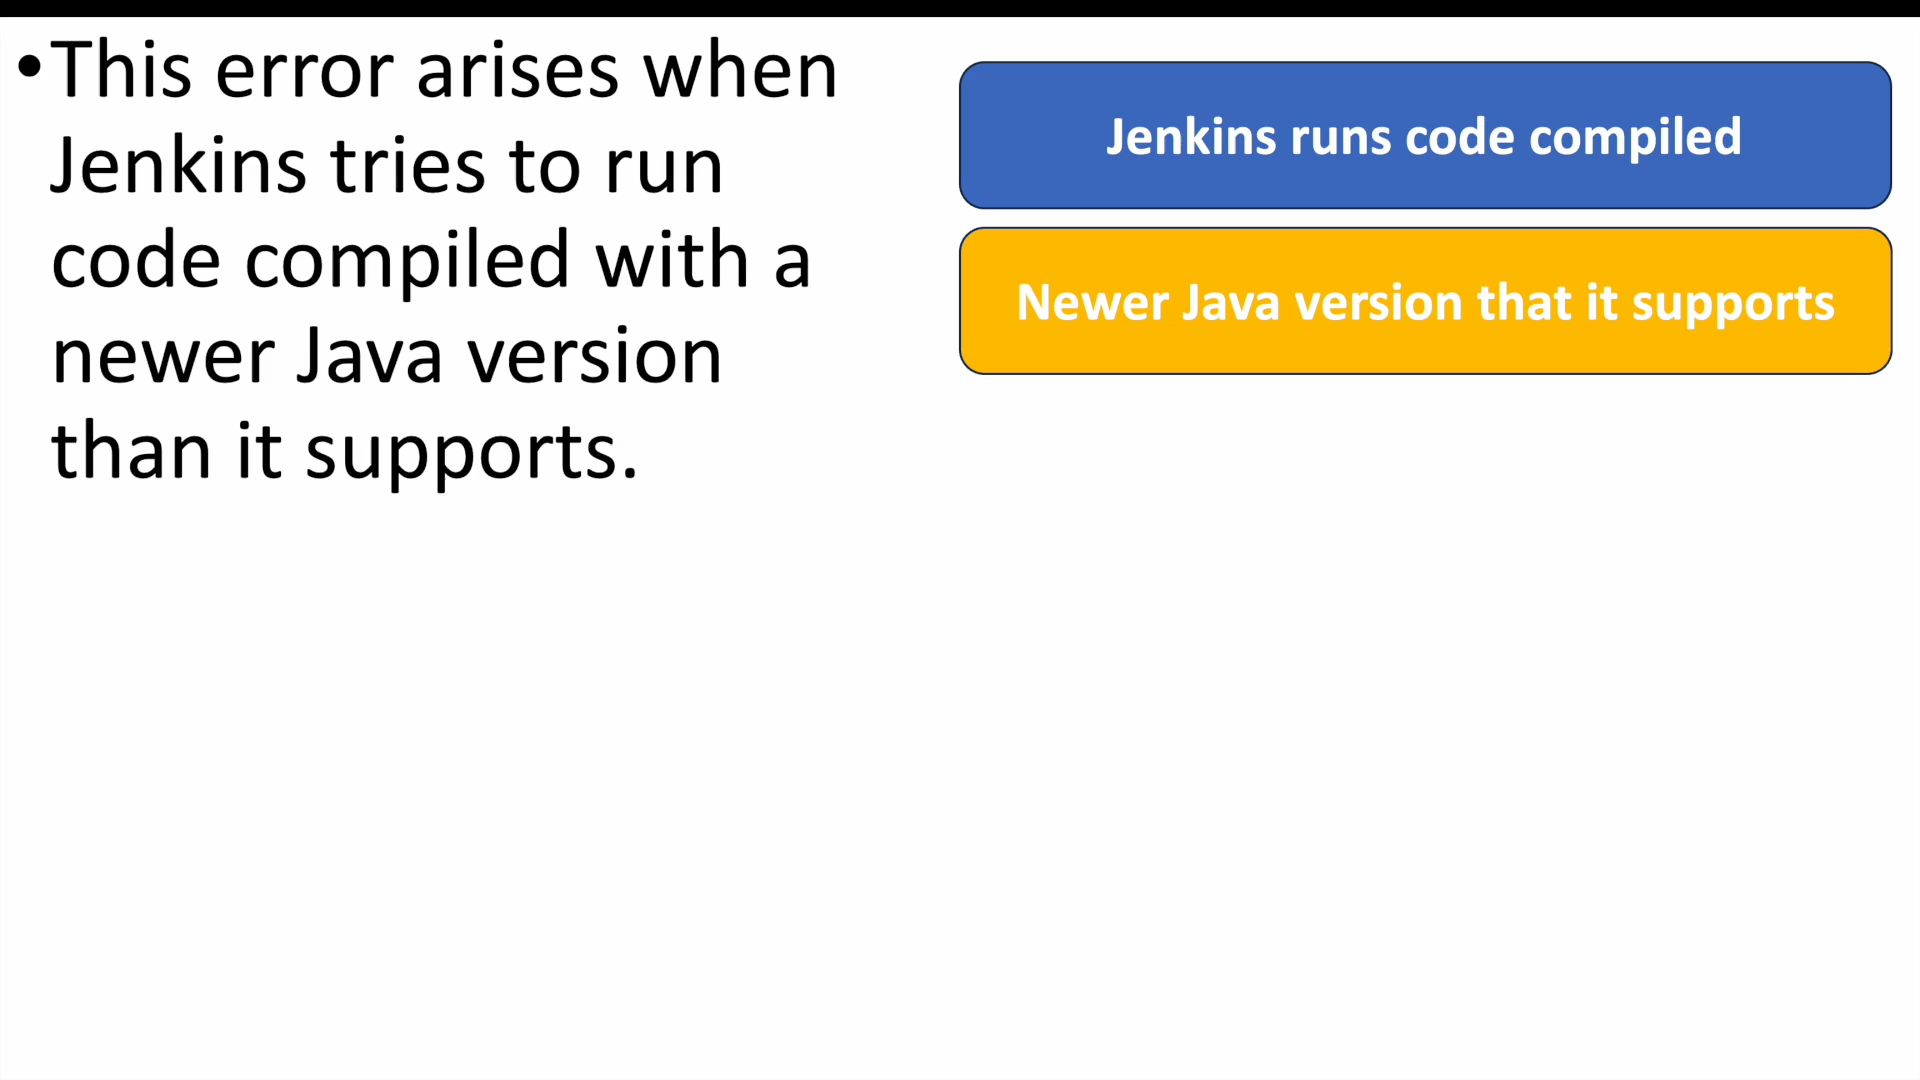 •This error arises when
Jenkins tries to run
code compiled with a
newer Java version
than it supports.
Jenkins runs code compiled
Newer Java version that it supports